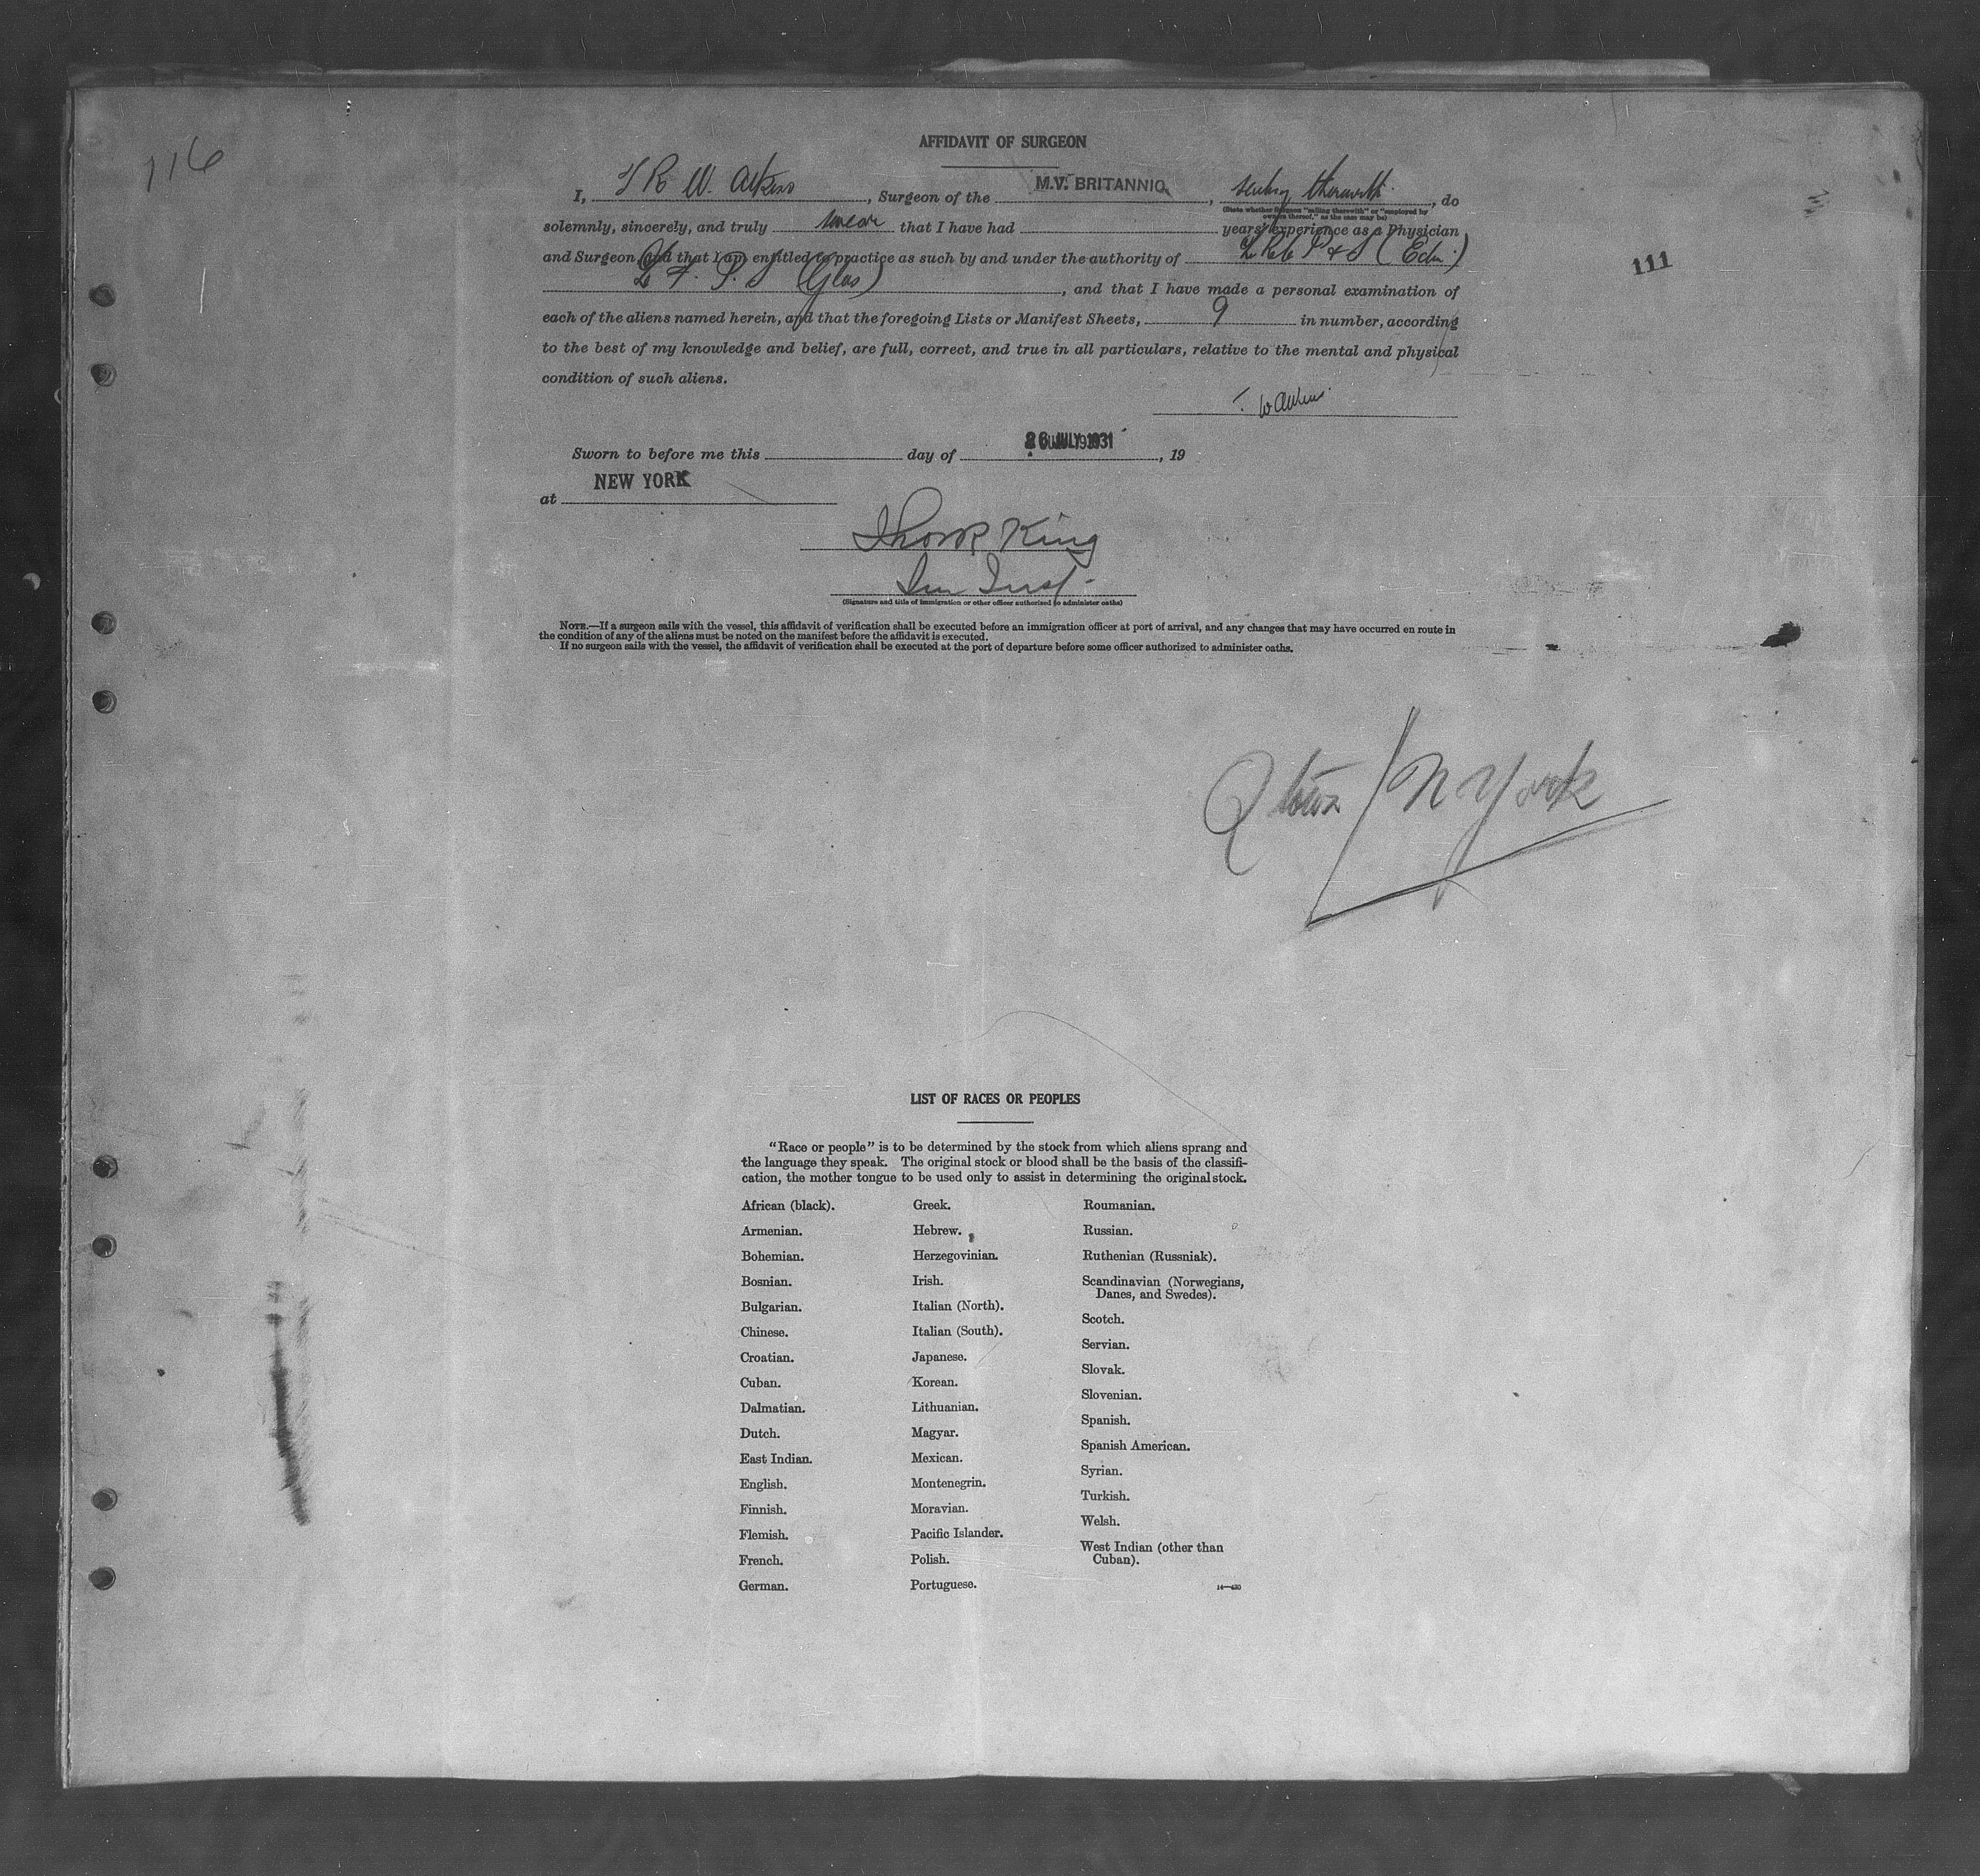 116
AFFIDAVIT OF SURGEON
I, T R W. Atkins, Surgeon of the M.V. BRITANNIC, sailing therewith, do
(State whether Surgeon "sailing therewith" or "employed by
owners thereof," as the case may be)
solemnly, sincerely, and truly swear that I have had years' experience as a Physician
and Surgeon and that I am entitled to practice as such by and under the authority of L R C P & S (Edin.)
L F. P. S (Glas), and that I have made a personal examination of
111
each of the aliens named herein, and that the foregoing Lists or Manifest Sheets, 9 in number, according
to the best of my knowledge and belief, are full, correct, and true in all particulars, relative to the mental and physical
condition of such aliens.
W Atkins
Sworn to before me this day of JULY 1931, 19
at NEW YORK
King
Im Insp.
(Signature and title of immigration or other officer authorized to administer oaths)
NOTE.—If a surgeon sails with the vessel, this affidavit of verification shall be executed before an immigration officer at port of arrival, and any changes that may have occurred en route in
the condition of any of the aliens must be noted on the manifest before the affidavit is executed.
If no surgeon sails with the vessel, the affidavit of verification shall be executed at the port of departure before some officer authorized to administer oaths.
Qtown / N York
LIST OF RACES OR PEOPLES
"Race or people" is to be determined by the stock from which aliens sprang and
the language they speak. The original stock or blood shall be the basis of the classifi-
cation, the mother tongue to be used only to assist in determining the original stock.
African (black).
Armenian.
Bohemian.
Bosnian.
Bulgarian.
Chinese.
Croatian.
Cuban.
Dalmatian.
Dutch.
East Indian.
English.
Finnish.
Flemish.
French.
German.
Greek.
Hebrew.
Herzegovinian.
Irish.
Italian (North).
Italian (South).
Japanese.
Korean.
Lithuanian.
Magyar.
Mexican.
Montenegrin.
Moravian.
Pacific Islander.
Polish.
Portuguese.
Roumanian.
Russian.
Ruthenian (Russniak).
Scandinavian (Norwegians,
Danes, and Swedes).
Scotch.
Servian.
Slovak.
Slovenian.
Spanish.
Spanish American.
Syrian.
Turkish.
Welsh.
West Indian (other than
Cuban).
14—430